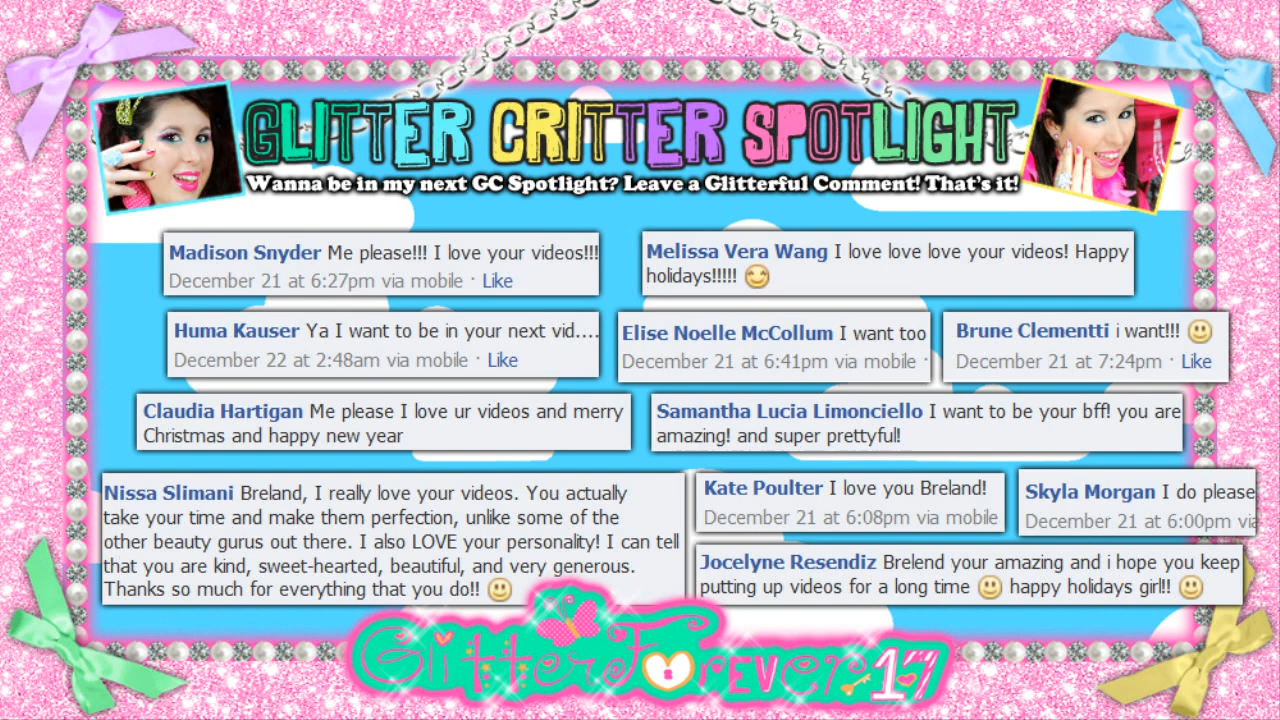 GLITTER CRITTER SPOTLIGHT
Wanna be in my next GC Spotlight? Leave a Glitterful Comment! That's it!
Madison Snyder Me please!!! I love your videos!!!
December 21 at 6:27pm via mobile · Like
Melissa Vera Wang I love love love your videos! Happy
holidays!!!!! 😊
Huma Kauser Ya I want to be in your next vid....
December 22 at 2:48am via mobile · Like
Elise Noelle McCollum I want too
December 21 at 6:41pm via mobile ·
Brune Clementti i want!!! 🙂
December 21 at 7:24pm · Like
Claudia Hartigan Me please I love ur videos and merry
Christmas and happy new year
Samantha Lucia Limonciello I want to be your bff! you are
amazing! and super prettyful!
Nissa Slimani Breland, I really love your videos. You actually
take your time and make them perfection, unlike some of the
other beauty gurus out there. I also LOVE your personality! I can tell
that you are kind, sweet-hearted, beautiful, and very generous.
Thanks so much for everything that you do!! 🙂
Kate Poulter I love you Breland!
December 21 at 6:08pm via mobile
Skyla Morgan I do please
December 21 at 6:00pm via
Jocelyne Resendiz Brelend your amazing and i hope you keep
putting up videos for a long time 🙂 happy holidays girl!! 🙂
GlitterForever17